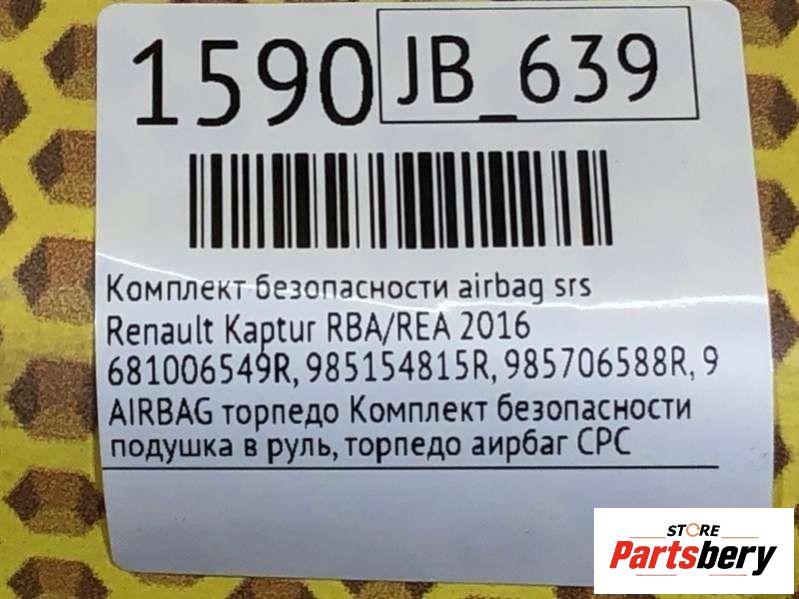 1590 JB_639
Комплект безопасности airbag srs
Renault Kaptur RBA/REA 2016
681006549R, 985154815R, 985706588R, 9
AIRBAG торпедо Комплект безопасности
подушка в руль, торпедо аирбаг СРС
STORE
Partsbery